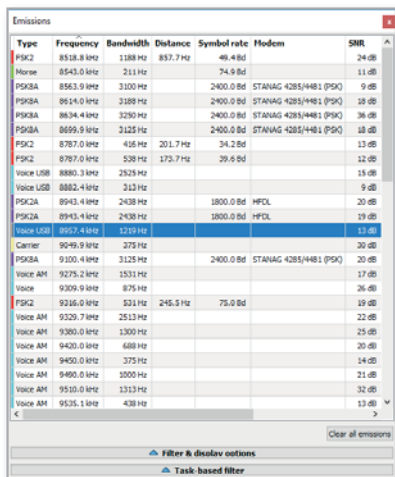 Emissions
Type Frequency Bandwidth Distance Symbol rate Modem SNR
FSK2 8518.8 kHz 1188 Hz 857.7 Hz 49.4 Bd 24 dB
Morse 8543.0 kHz 211 Hz 74.9 Bd 11 dB
PSK8A 8563.9 kHz 3100 Hz 2400.0 Bd STANAG 4285/4481 (PSK) 9 dB
PSK8A 8614.0 kHz 3188 Hz 2400.0 Bd STANAG 4285/4481 (PSK) 18 dB
PSK8A 8634.4 kHz 3250 Hz 2400.0 Bd STANAG 4285/4481 (PSK) 36 dB
PSK8A 8699.9 kHz 3125 Hz 2400.0 Bd STANAG 4285/4481 (PSK) 18 dB
FSK2 8787.0 kHz 416 Hz 201.7 Hz 34.2 Bd 13 dB
FSK2 8787.0 kHz 538 Hz 173.7 Hz 39.6 Bd 12 dB
Voice USB 8880.3 kHz 2525 Hz 15 dB
Voice USB 8882.4 kHz 313 Hz 9 dB
PSK2A 8943.4 kHz 2438 Hz 1800.0 Bd HFDL 20 dB
PSK2A 8943.4 kHz 2438 Hz 1800.0 Bd HFDL 19 dB
Voice USB 8957.4 kHz 1219 Hz 13 dB
Carrier 9049.9 kHz 375 Hz 30 dB
PSK8A 9100.4 kHz 3125 Hz 2400.0 Bd STANAG 4285/4481 (PSK) 20 dB
Voice AM 9275.2 kHz 1531 Hz 17 dB
Voice 9309.9 kHz 875 Hz 26 dB
FSK2 9316.0 kHz 531 Hz 245.5 Hz 75.0 Bd 19 dB
Voice AM 9329.7 kHz 2513 Hz 22 dB
Voice AM 9380.0 kHz 1300 Hz 25 dB
Voice AM 9420.0 kHz 688 Hz 20 dB
Voice AM 9450.0 kHz 375 Hz 14 dB
Voice AM 9490.0 kHz 1000 Hz 21 dB
Voice AM 9510.0 kHz 1313 Hz 32 dB
Voice AM 9535.1 kHz 438 Hz 13 dB
Clear all emissions
Filter & display options
Task-based filter